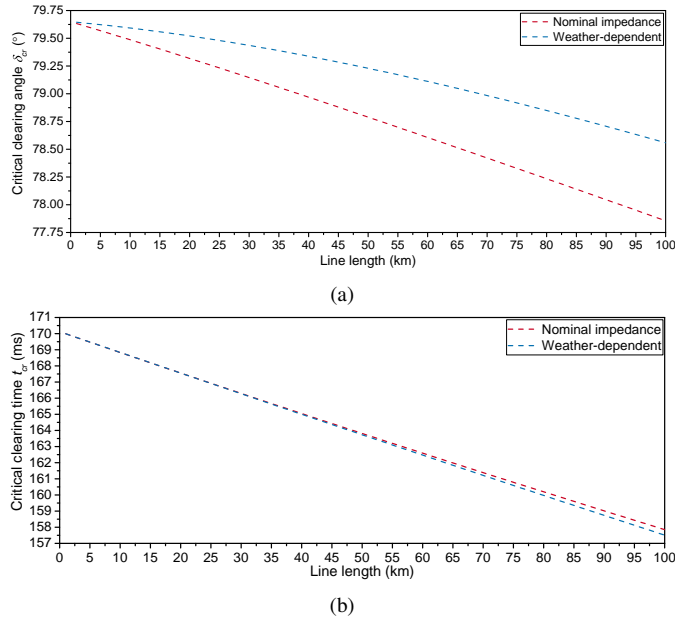 79.75
79.50
79.25
79.00
78.75
78.50
78.25
78.00
77.75
Critical clearing angle δcr (°)
Nominal impedance
Weather-dependent
0 5 10 15 20 25 30 35 40 45 50 55 60 65 70 75 80 85 90 95 100
Line length (km)
(a)
171
170
169
168
167
166
165
164
163
162
161
160
159
158
157
Critical clearing time tcr (ms)
Nominal impedance
Weather-dependent
0 5 10 15 20 25 30 35 40 45 50 55 60 65 70 75 80 85 90 95 100
Line length (km)
(b)